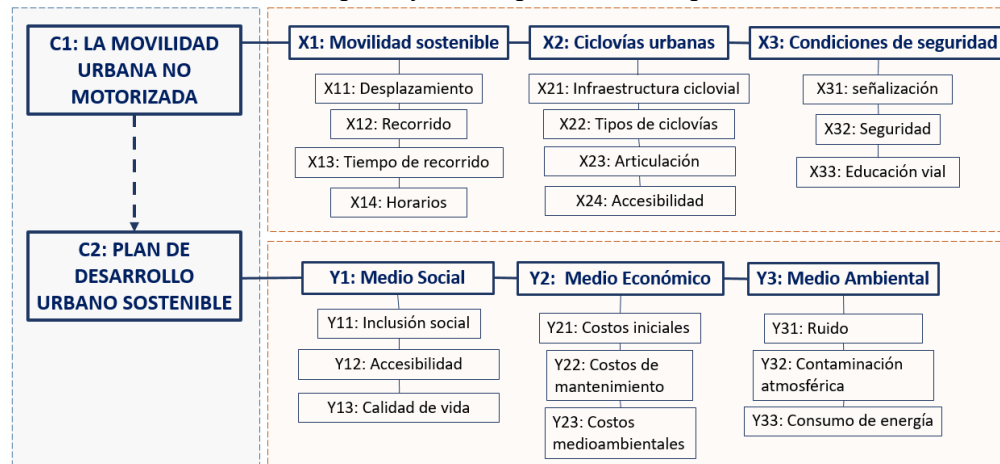 C1: LA MOVILIDAD
URBANA NO
MOTORIZADA
X1: Movilidad sostenible
X11: Desplazamiento
X12: Recorrido
X13: Tiempo de recorrido
X14: Horarios
X2: Ciclovías urbanas
X21: Infraestructura ciclovial
X22: Tipos de ciclovías
X23: Articulación
X24: Accesibilidad
X3: Condiciones de seguridad
X31: señalización
X32: Seguridad
X33: Educación vial
C2: PLAN DE
DESARROLLO
URBANO SOSTENIBLE
Y1: Medio Social
Y11: Inclusión social
Y12: Accesibilidad
Y13: Calidad de vida
Y2: Medio Económico
Y21: Costos iniciales
Y22: Costos de
mantenimiento
Y23: Costos
medioambientales
Y3: Medio Ambiental
Y31: Ruido
Y32: Contaminación
atmosférica
Y33: Consumo de energía